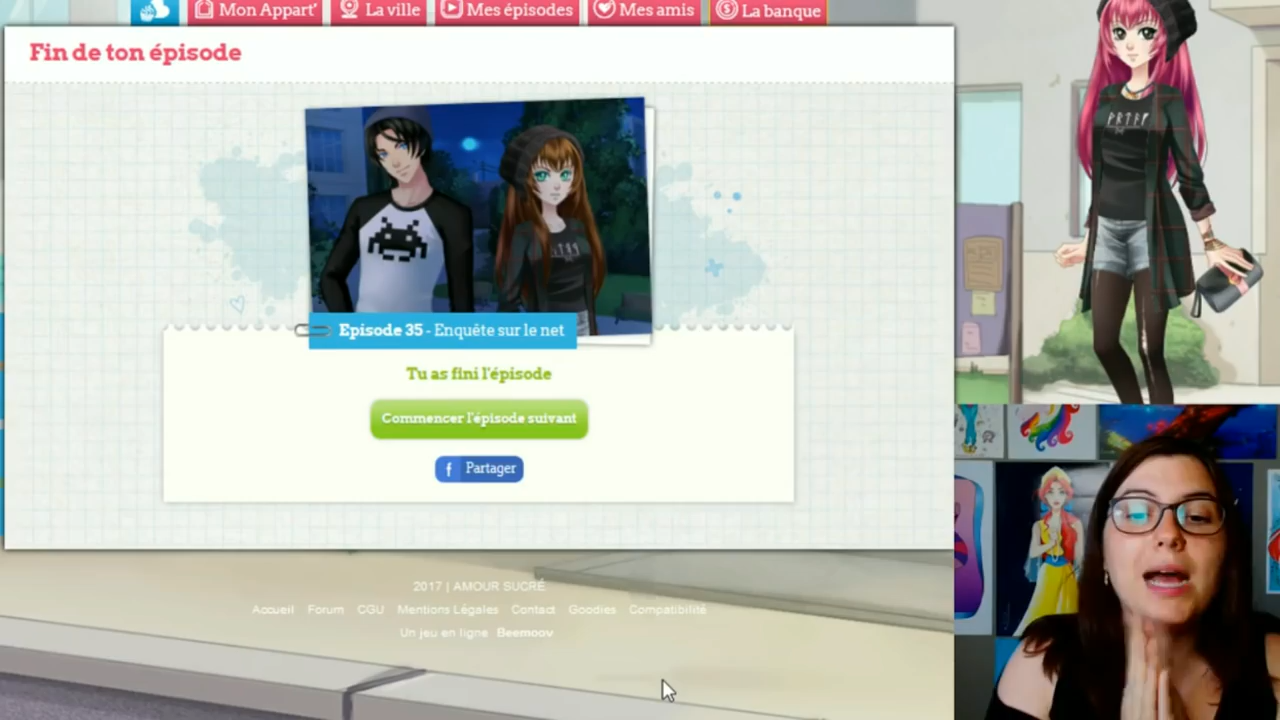 Mon Appart' La ville Mes épisodes Mes amis La banque
Fin de ton épisode
Episode 35 - Enquête sur le net
Tu as fini l'épisode
Commencer l'épisode suivant
f Partager
2017 | AMOUR SUCRÉ
Accueil Forum CGU Mentions Légales Contact Goodies Compatibilité
Un jeu en ligne Beemoov